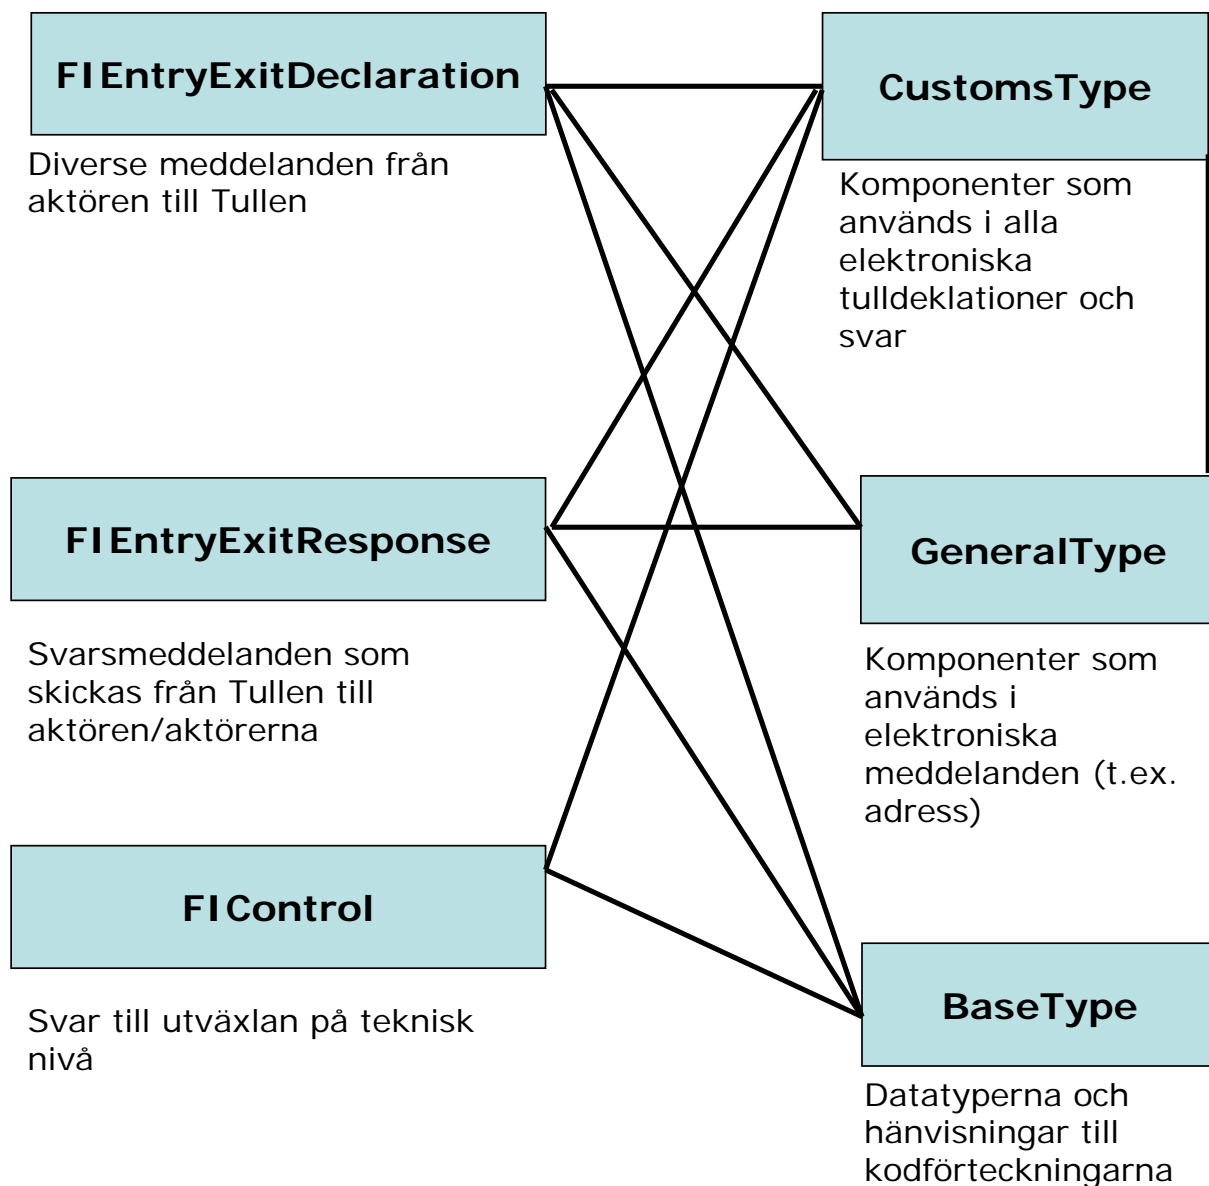 FIEntryExitDeclaration
Diverse meddelanden från
aktören till Tullen
CustomsType
Komponenter som
används i alla
elektroniska
tulldeklationer och
svar
FIEntryExitResponse
Svarsmeddelanden som
skickas från Tullen till
aktören/aktörerna
GeneralType
Komponenter som
används i
elektroniska
meddelanden (t.ex.
adress)
FIControl
Svar till utväxlan på teknisk
nivå
BaseType
Datatyperna och
hänvisningar till
kodförteckningarna